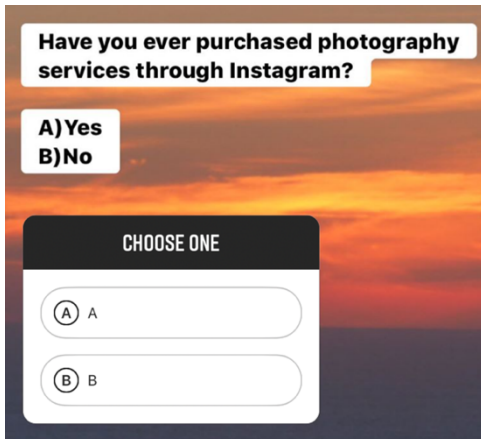 Have you ever purchased photography
services through Instagram?
A)Yes
B)No
CHOOSE ONE
A A
B B